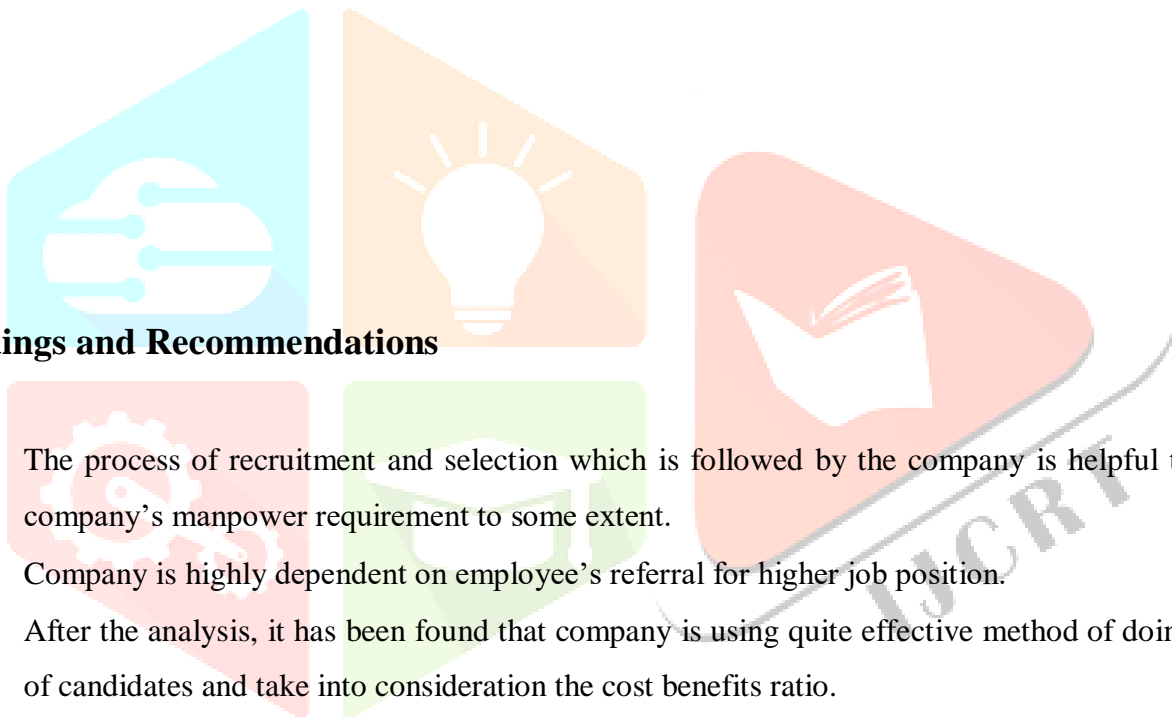 ings and Recommendations
The process of recruitment and selection which is followed by the company is helpful t
company’s manpower requirement to some extent.
Company is highly dependent on employee’s referral for higher job position.
After the analysis, it has been found that company is using quite effective method of doin
of candidates and take into consideration the cost benefits ratio.
IJCRT